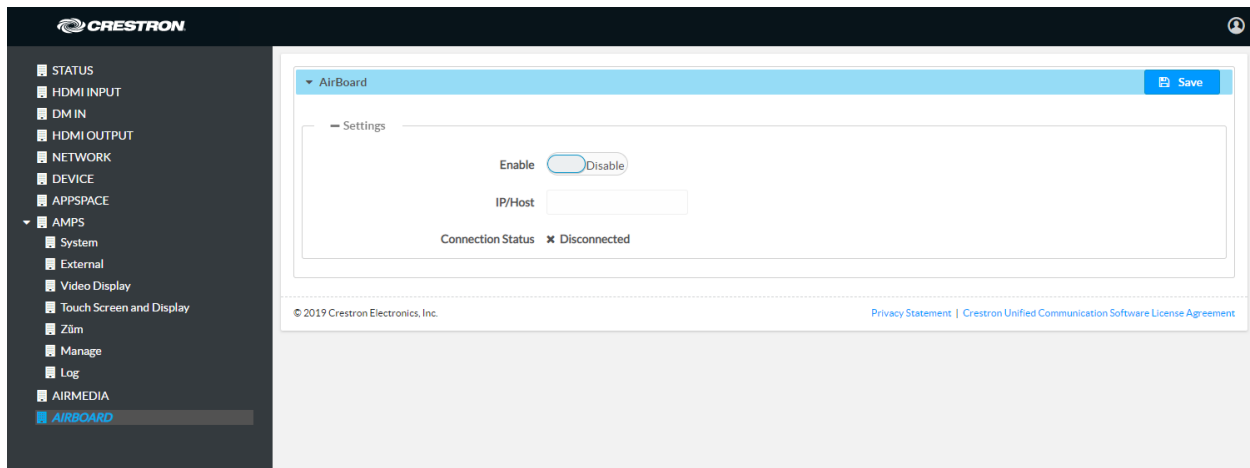 CRESTRON
STATUS
HDMI INPUT
DM IN
HDMI OUTPUT
NETWORK
DEVICE
APPSPACE
AMPS
System
External
Video Display
Touch Screen and Display
Zūm
Manage
Log
AIRMEDIA
AIRBOARD
AirBoard
Save
Settings
Enable Disable
IP/Host
Connection Status Disconnected
© 2019 Crestron Electronics, Inc.
Privacy Statement | Crestron Unified Communication Software License Agreement